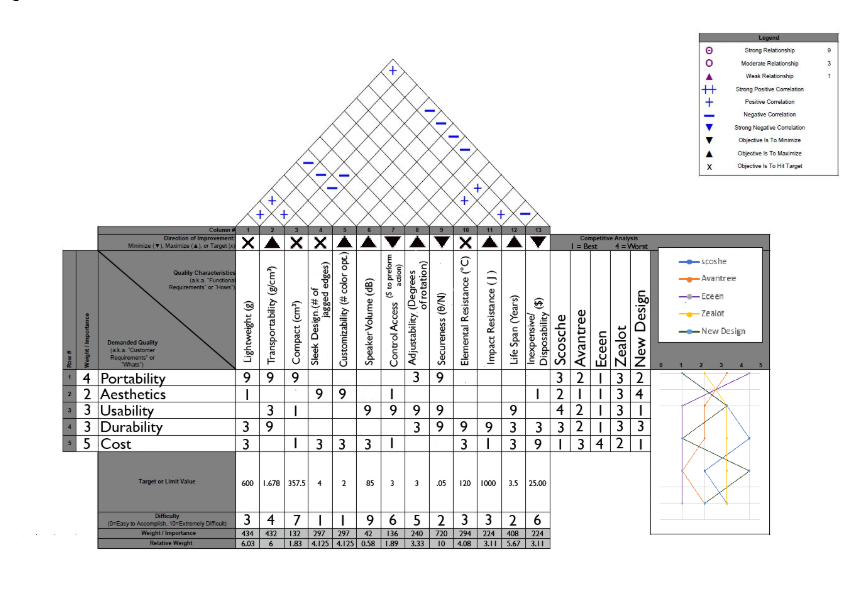 Legend
Strong Relationship 9
Moderate Relationship 3
Weak Relationship 1
Strong Positive Correlation
Positive Correlation
Negative Correlation
Strong Negative Correlation
Objective Is To Minimize
Objective Is To Maximize
X Objective Is To Hit Target
Column # 1 2 3 4 5 6 7 8 9 10 11 12 13
Direction of Improvement:
Minimize (▼), Maximize (▲), or Target (x)
Competitive Analysis
1 = Best 4 = Worst
Row #
Weight / Importance
Quality Characteristics
(a.k.a. "Functional
Requirements" or "Hows")
Demanded Quality
(a.k.a. "Customer
Requirements" or
"Whats")
Lightweight (g)
Transportability (g/cm³)
Compact (cm³)
Sleek Design (# of
jagged edges)
Customizability (# color opt.)
Speaker Volume (dB)
Control Access (S to preform
action)
Adjustability (Degrees
of rotation)
Secureness (θ/N)
Elemental Resistance (°C)
Impact Resistance ( J )
Life Span (Years)
Inexpensive/
Disposability ($)
Scosche
Avantree
Eceen
Zealot
New Design
scoshe
Avantree
Eceen
Zealot
New Design
0 1 2 3 4 5
1 4 Portability 9 9 9 3 9 3 2 1 3 2
2 2 Aesthetics 1 9 9 1 1 2 1 1 3 4
3 3 Usability 3 1 9 9 9 9 9 4 2 1 3 1
4 3 Durability 3 9 3 9 9 9 3 3 3 2 1 3 3
5 5 Cost 3 1 3 3 3 1 3 1 3 9 1 3 4 2 1
Target or Limit Value 600 1.678 357.5 4 2 85 3 3 .05 120 1000 3.5 25.00
Difficulty
(0=Easy to Accomplish, 10=Extremely Difficult) 3 4 7 1 1 9 6 5 2 3 3 2 6
Weight / Importance 434 432 132 297 297 42 136 240 720 294 224 408 224
Relative Weight 6.03 6 1.83 4.125 4.125 0.58 1.89 3.33 10 4.08 3.11 5.67 3.11